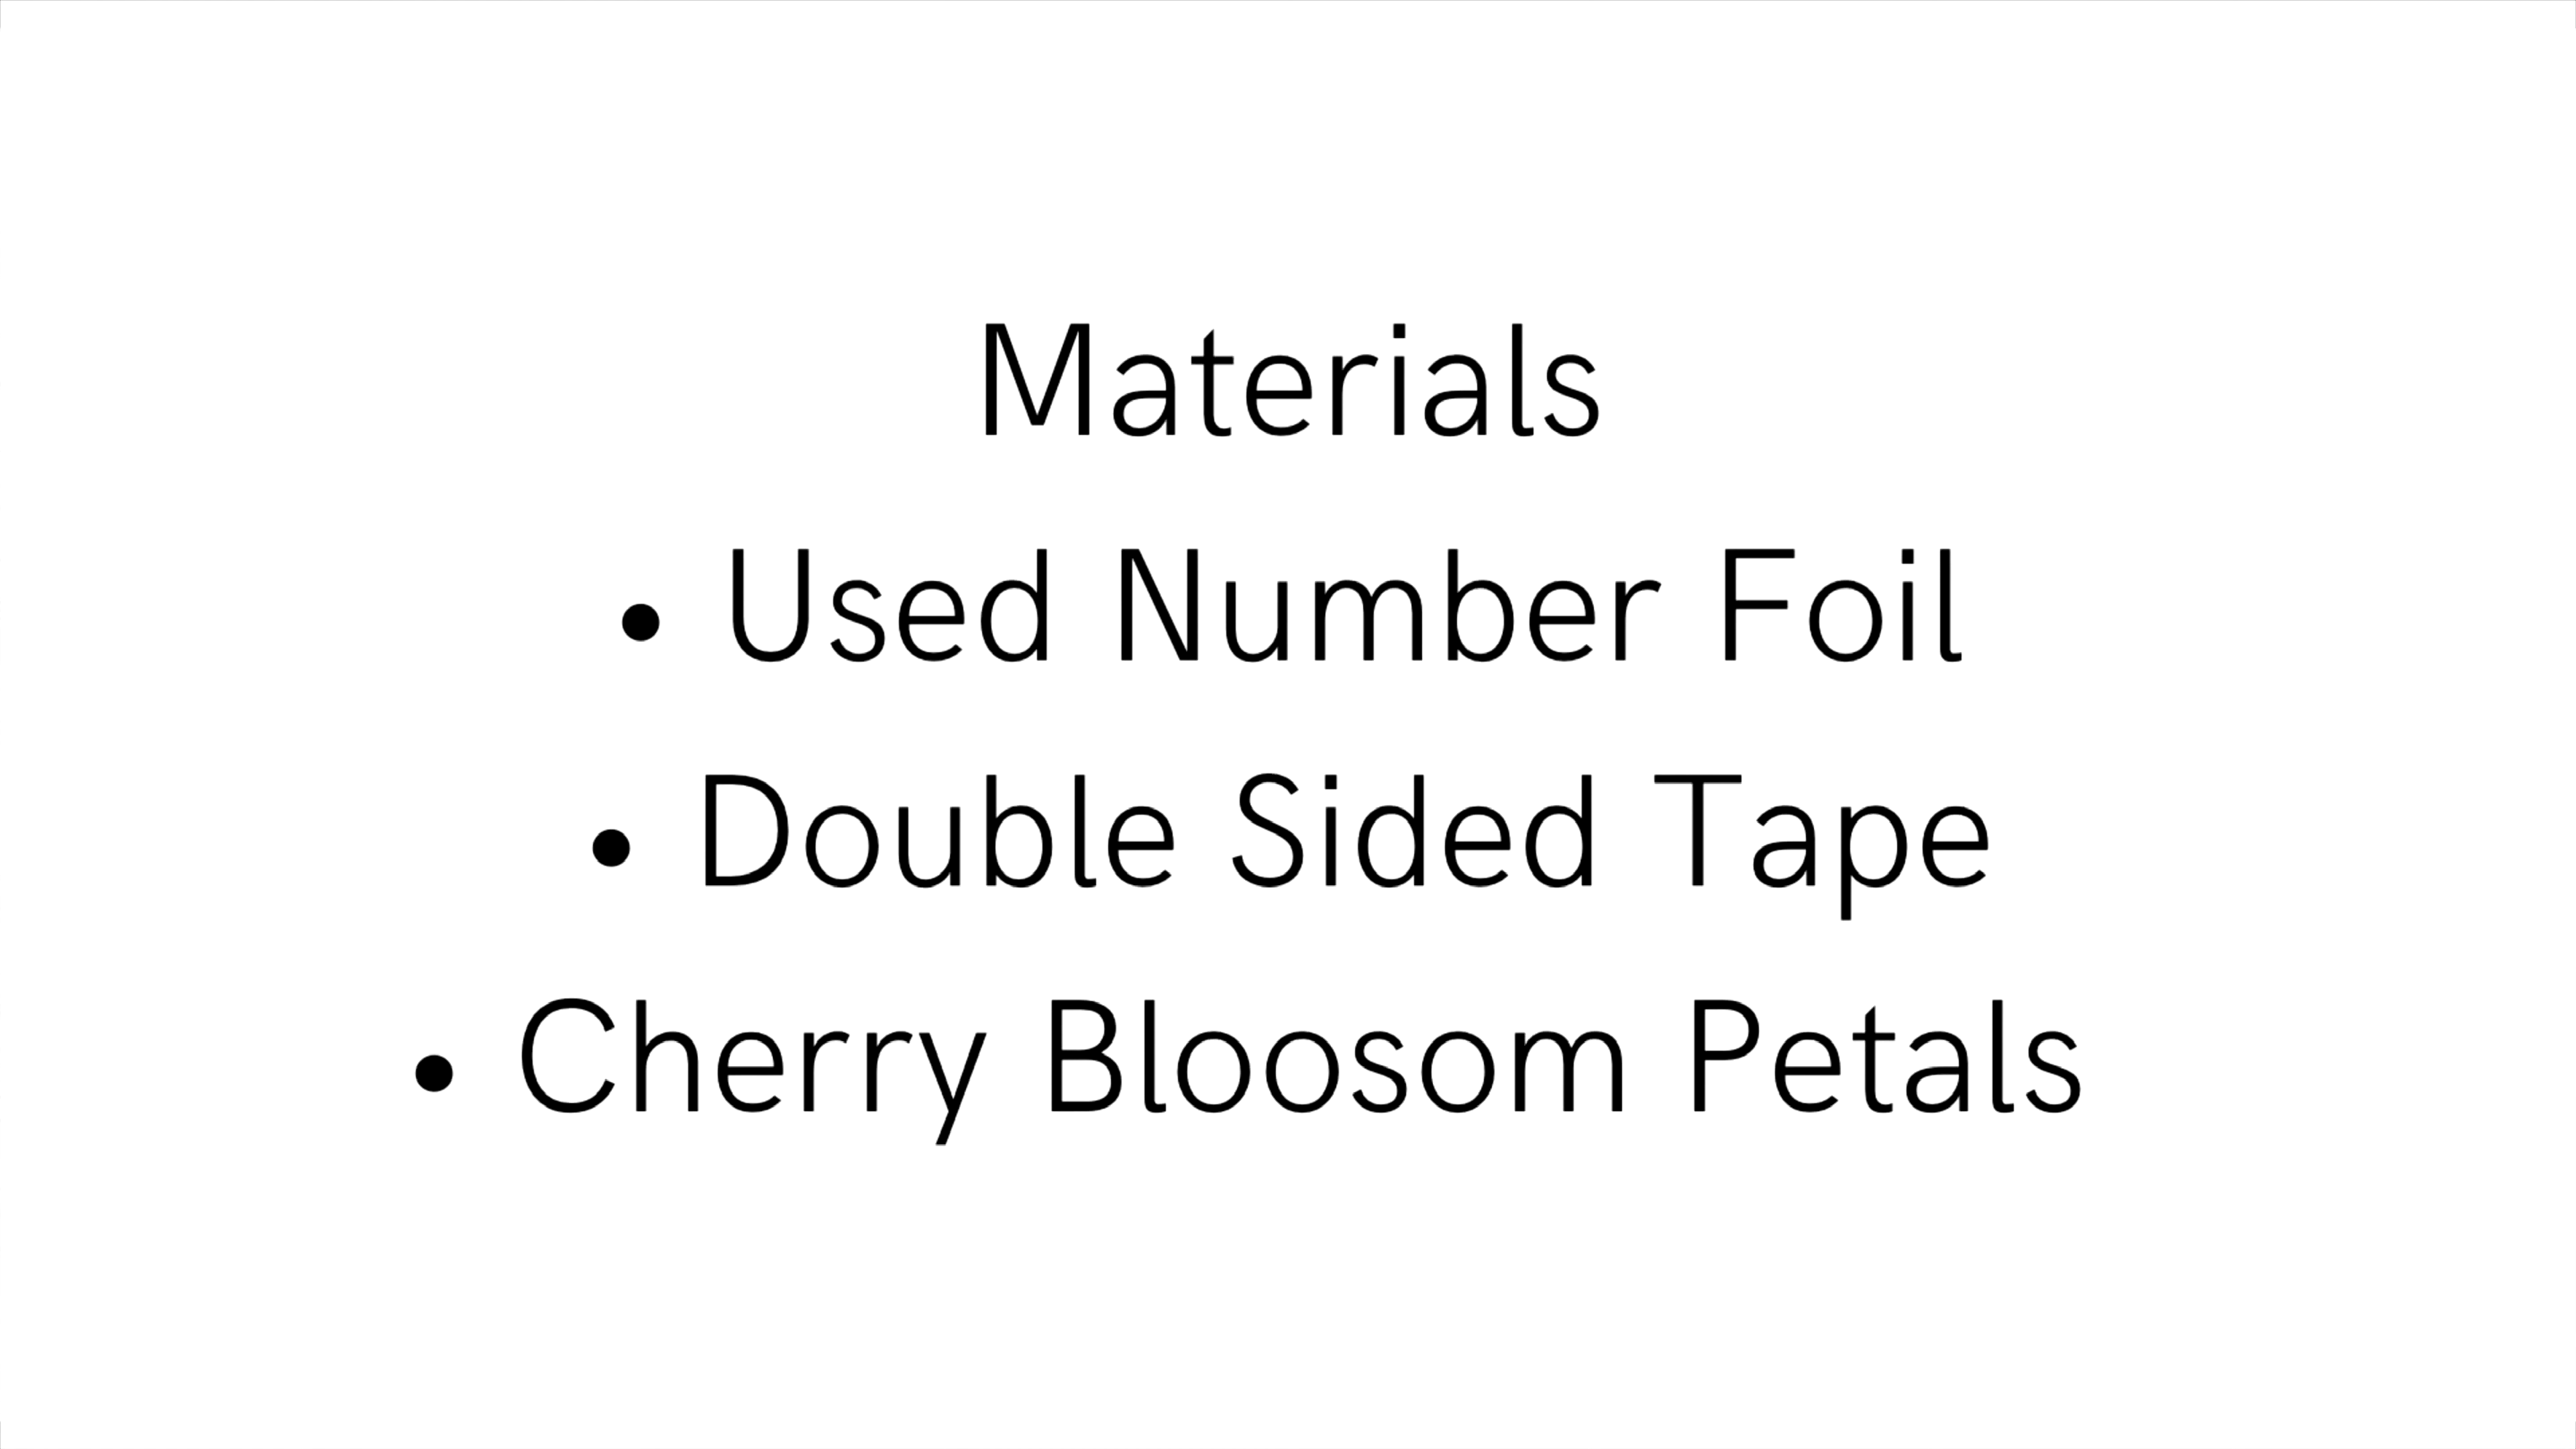 Materials
• Used Number Foil
• Double Sided Tape
• Cherry Bloosom Petals